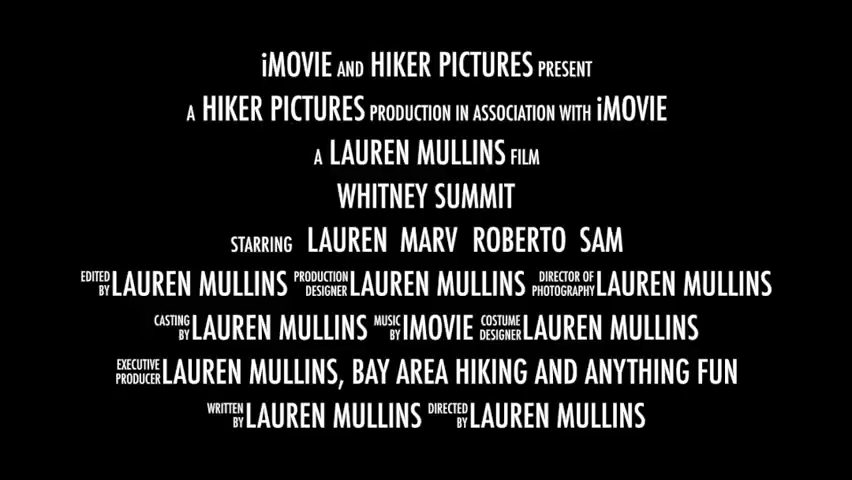 iMOVIE AND HIKER PICTURES PRESENT
A HIKER PICTURES PRODUCTION IN ASSOCIATION WITH iMOVIE
A LAUREN MULLINS FILM
WHITNEY SUMMIT
STARRING LAUREN MARV ROBERTO SAM
EDITED BY LAUREN MULLINS PRODUCTION DESIGNER LAUREN MULLINS DIRECTOR OF PHOTOGRAPHY LAUREN MULLINS
CASTING BY LAUREN MULLINS MUSIC BY IMOVIE COSTUME DESIGNER LAUREN MULLINS
EXECUTIVE PRODUCER LAUREN MULLINS, BAY AREA HIKING AND ANYTHING FUN
WRITTEN BY LAUREN MULLINS DIRECTED BY LAUREN MULLINS